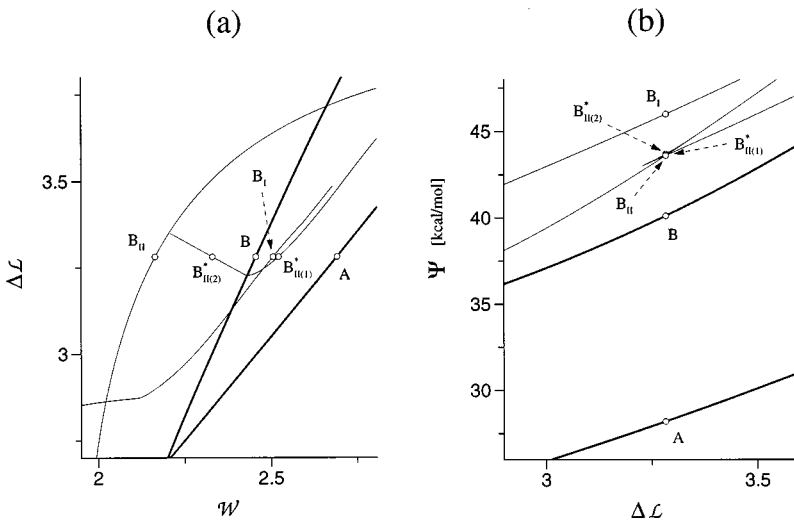 (a)
3.5
3
ΔL
B_II
B*_II(2)
B
B_I
B*_II(1)
A
2
2.5
W
(b)
45
40
35
30
Ψ [kcal/mol]
B_I
B*_II(2)
B*_II(1)
B_II
B
A
3
3.5
ΔL